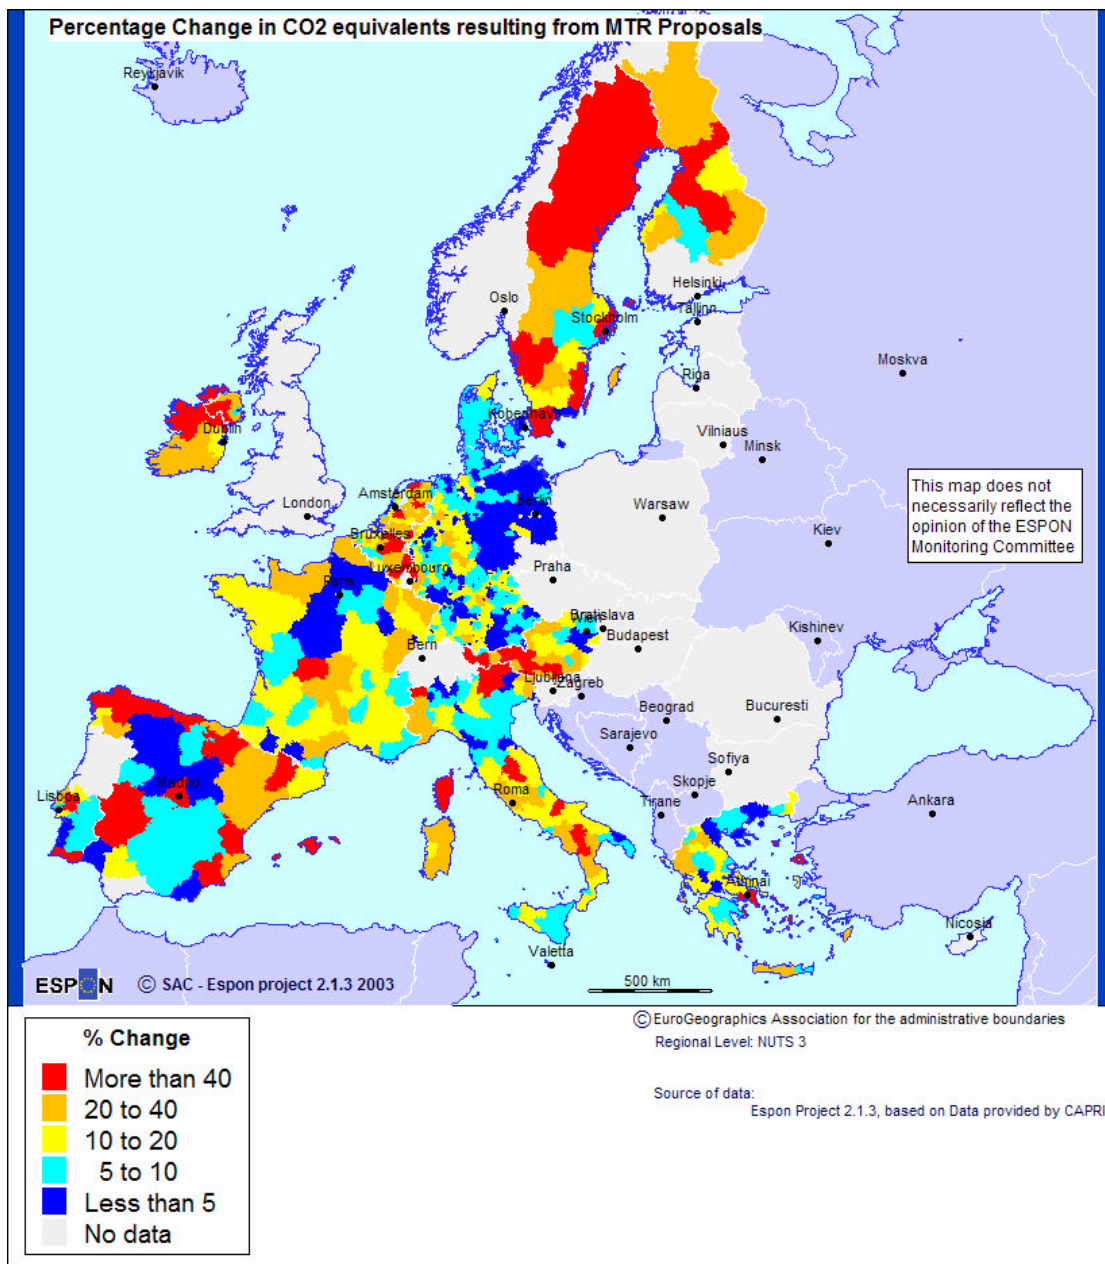 Percentage Change in CO2 equivalents resulting from MTR Proposals
Reykjavik
Helsinki
Oslo
Tallinn
Stockholm
Moskva
Riga
Kobenhavn
Vilniaus
Minsk
Dublin
This map does not
necessarily reflect the
opinion of the ESPON
Monitoring Committee
Amsterdam
Berlin
London
Warsaw
Kiev
Bruxelles
Praha
Luxembourg
Paris
Bratislava
Wien
Kishinev
Budapest
Bern
Ljubljana
Zagreb
Beograd
Bucuresti
Sarajevo
Sofiya
Skopje
Madrid
Roma
Lisboa
Tirane
Ankara
Athinai
Nicosia
Valetta
ESPON © SAC - Espon project 2.1.3 2003
500 km
© EuroGeographics Association for the administrative boundaries
Regional Level: NUTS 3
Source of data:
Espon Project 2.1.3, based on Data provided by CAPRI
% Change
More than 40
20 to 40
10 to 20
5 to 10
Less than 5
No data